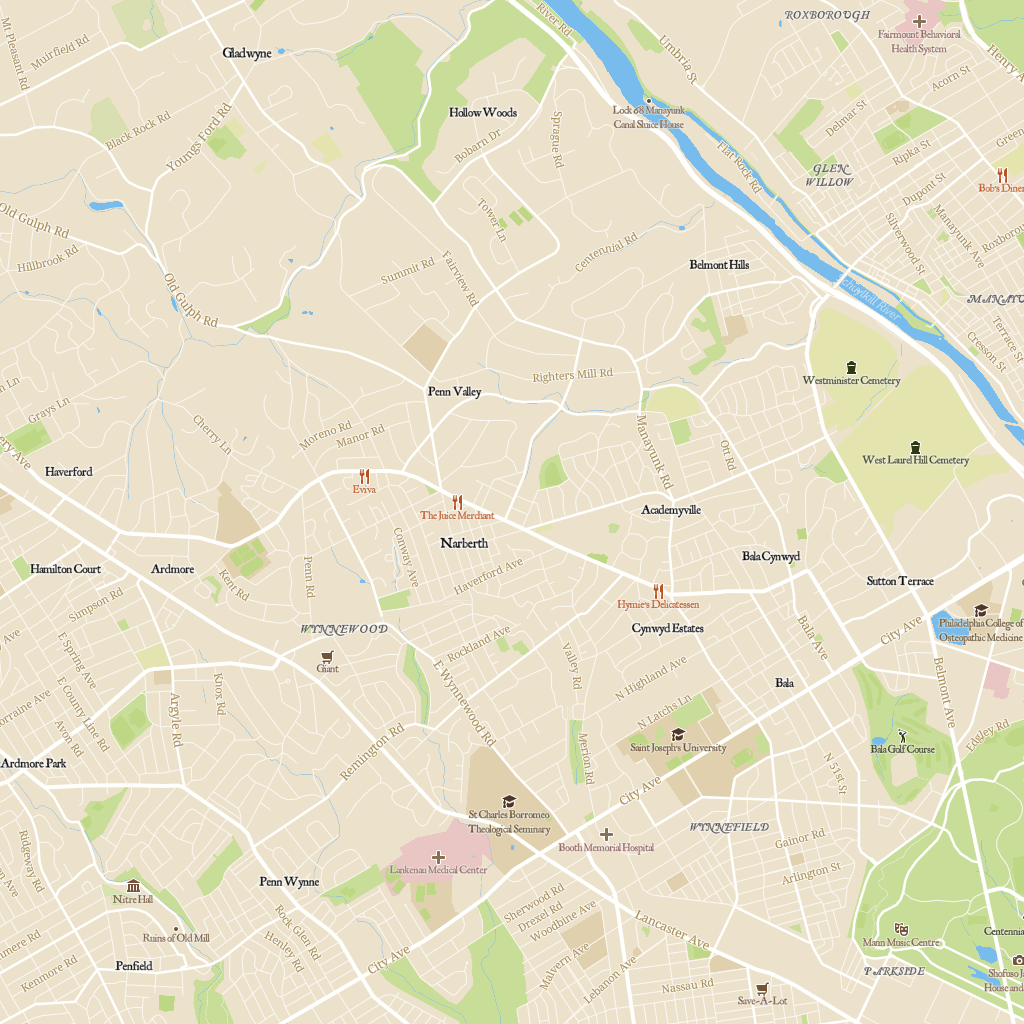 ROXBOROUGH
Fairmount Behavioral
Health System
River Rd
Umbria St
Mt Pleasant Rd
Muirfield Rd
Gladwyne
Acorn St
Hollow Woods
Lock 68 Manayunk
Canal Sluice House
Black Rock Rd
Youngs Ford Rd
Bobarn Dr
Sprague Rd
Delmar St
Flat Rock Rd
Ripka St
GLEN
WILLOW
Dupont St
Bob's Diner
Old Gulph Rd
Tower Ln
Silverwood St
Manayunk Ave
Hillbrook Rd
Centennial Rd
Belmont Hills
Summit Rd
Fairview Rd
Old Gulph Rd
Schuylkill River
Terrace St
Cresson St
Righters Mill Rd
Westminister Cemetery
Penn Valley
Grays Ln
Cherry Ln
Moreno Rd
Manor Rd
Manayunk Rd
Ott Rd
West Laurel Hill Cemetery
Haverford
Eviva
The Juice Merchant
Academyville
Narberth
Conway Ave
Bala Cynwyd
Hamilton Court
Ardmore
Kent Rd
Penn Rd
Haverford Ave
Sutton Terrace
Simpson Rd
Hymie's Delicatessen
Cynwyd Estates
WYNNEWOOD
Philadelphia College of
Osteopathic Medicine
City Ave
Bala Ave
Rockland Ave
E Spring Ave
Giant
E Wynnewood Rd
Valley Rd
N Highland Ave
Bala
Belmont Ave
E County Line Rd
Knox Rd
Argyle Rd
N Latchs Ln
Avon Rd
Remington Rd
Saint Joseph's University
Bala Golf Course
Merion Rd
Ardmore Park
N 51st St
City Ave
St Charles Borromeo
Theological Seminary
WYNNEFIELD
Ridgeway Rd
Booth Memorial Hospital
Gainor Rd
Lankenau Medical Center
Arlington St
Penn Wynne
Nitre Hall
Sherwood Rd
Drexel Rd
Woodbine Ave
Lancaster Ave
Rock Glen Rd
Ruins of Old Mill
Henley Rd
Mann Music Centre
City Ave
Malvern Ave
Lebanon Ave
Penfield
PARKSIDE
Kenmore Rd
Nassau Rd
Save-A-Lot